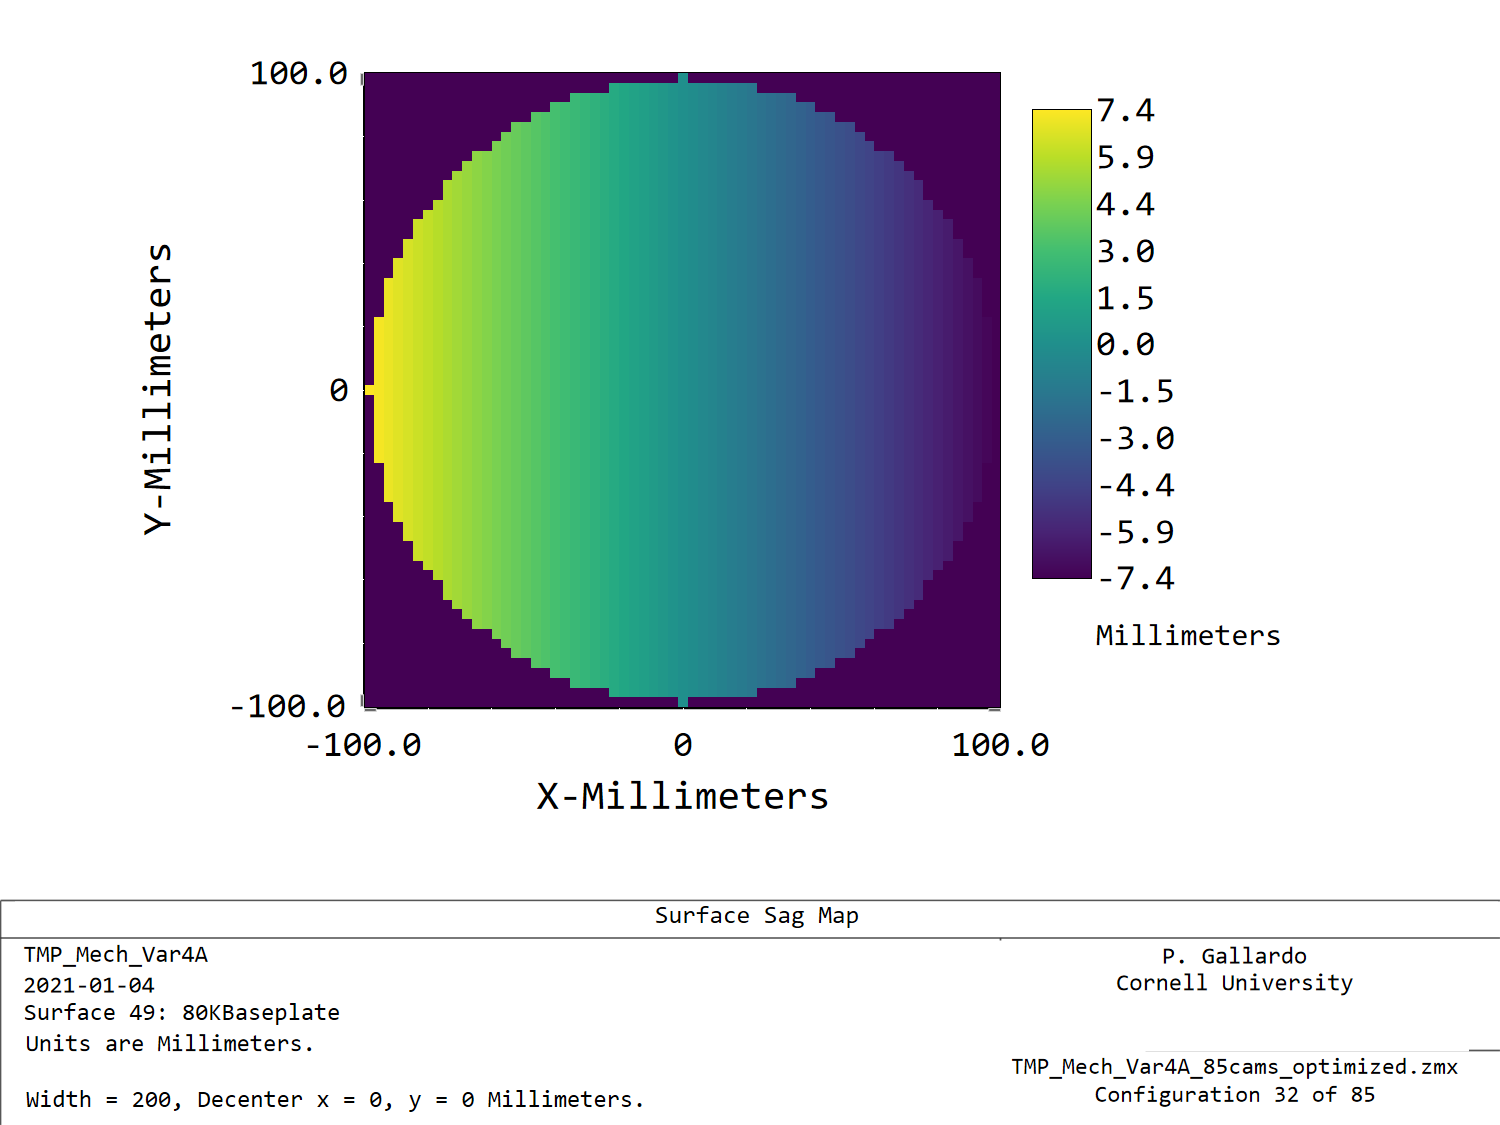 100.0
0
-100.0
Y-Millimeters
-100.0
0
100.0
X-Millimeters
7.4
5.9
4.4
3.0
1.5
0.0
-1.5
-3.0
-4.4
-5.9
-7.4
Millimeters
Surface Sag Map
TMP_Mech_Var4A
2021-01-04
Surface 49: 80KBaseplate
Units are Millimeters.
Width = 200, Decenter x = 0, y = 0 Millimeters.
P. Gallardo
Cornell University
TMP_Mech_Var4A_85cams_optimized.zmx
Configuration 32 of 85